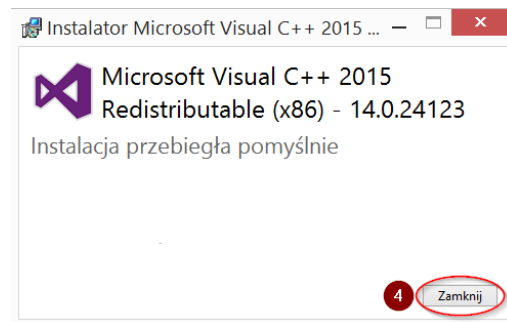 Instalator Microsoft Visual C++ 2015 ...
Microsoft Visual C++ 2015
Redistributable (x86) - 14.0.24123
Instalacja przebiegła pomyślnie
4 Zamknij